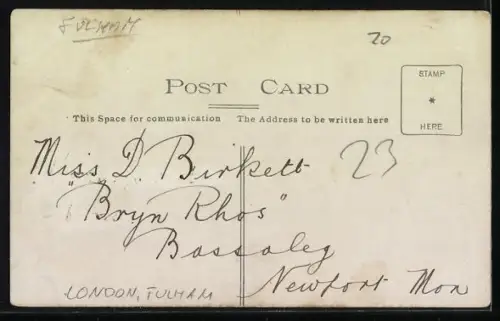 FULHAM
20
POST CARD
STAMP
*
HERE
This Space for communication The Address to be written here
23
Miss D. Birkett
"Bryn Rhos"
Bassaleg
Newport Mon
LONDON, FULHAM